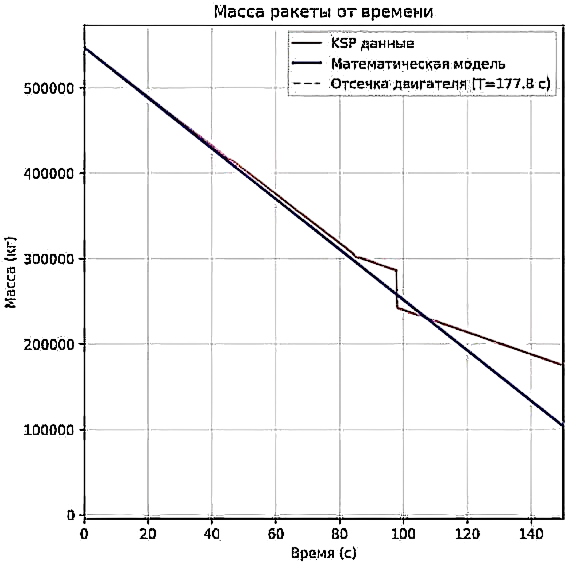 Масса ракеты от времени
KSP данные
Математическая модель
Отсечка двигателя (T=177.8 с)
500000
400000
300000
200000
100000
0
Масса (кг)
0 20 40 60 80 100 120 140
Время (с)